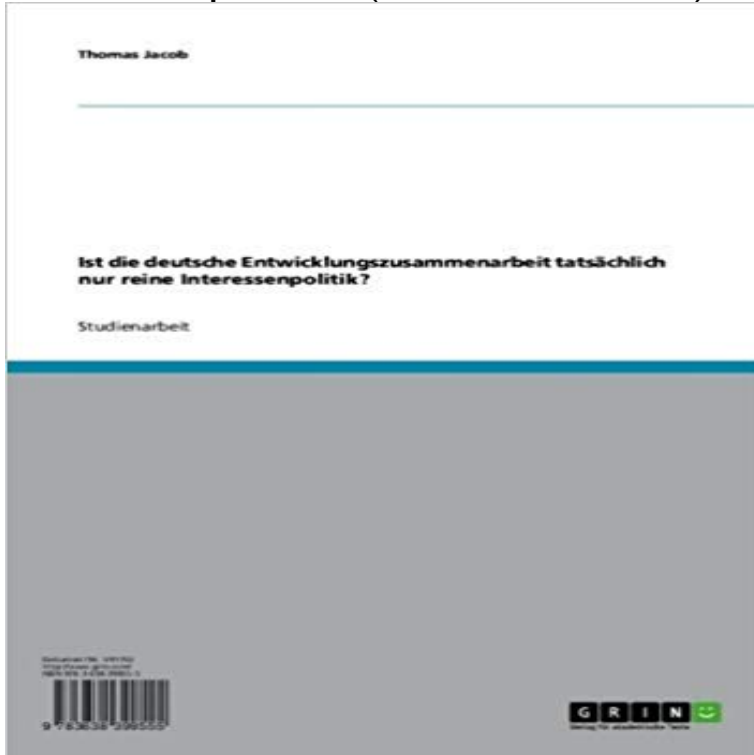 Thomas Jacob
Ist die deutsche Entwicklungszusammenarbeit tatsächlich
nur reine Interessenpolitik?
Studienarbeit
GRIN